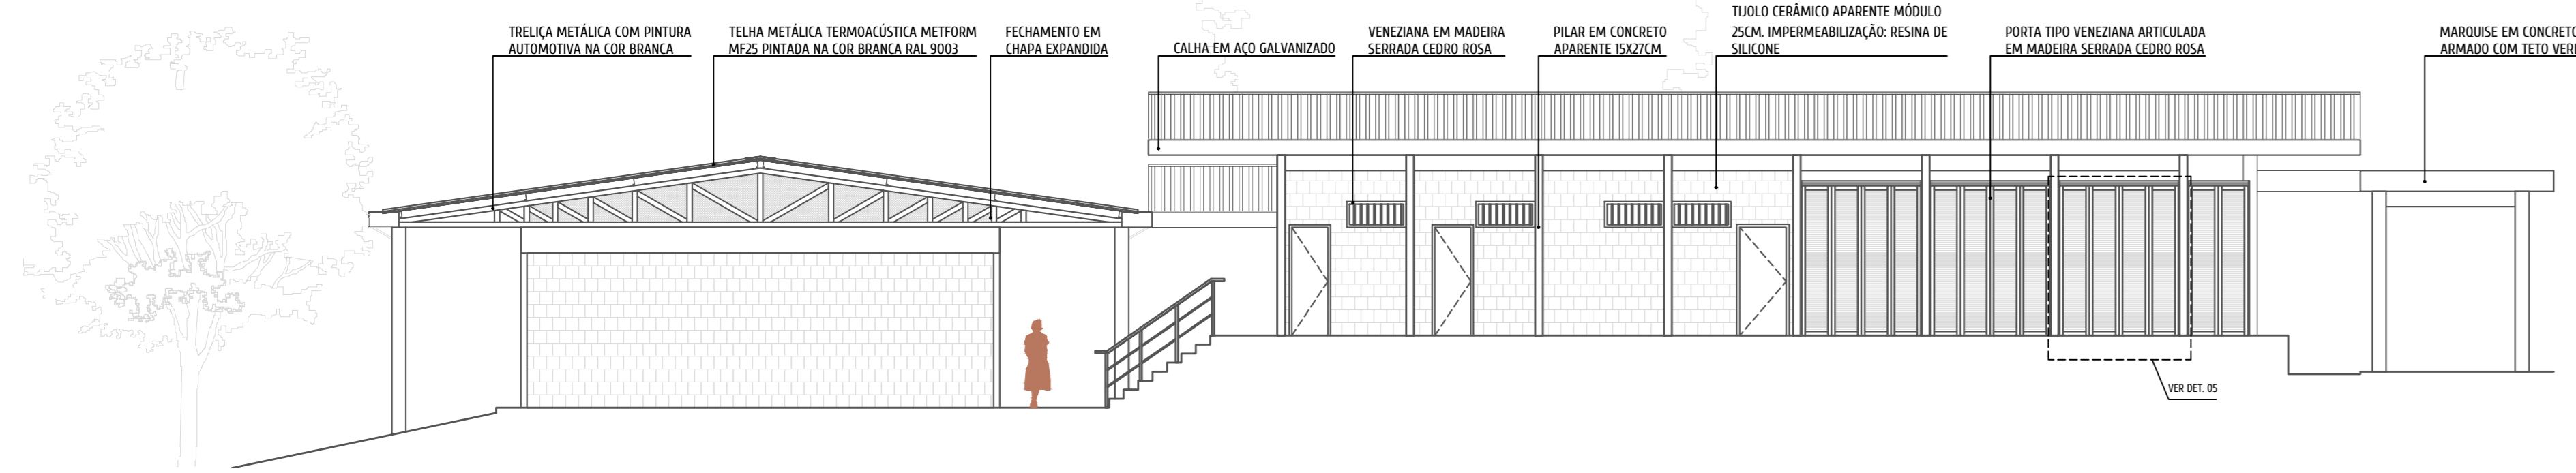 TRELIÇA METÁLICA COM PINTURA
AUTOMOTIVA NA COR BRANCA
TELHA METÁLICA TERMOACÚSTICA METFORM
MF25 PINTADA NA COR BRANCA RAL 9003
FECHAMENTO EM
CHAPA EXPANDIDA
CALHA EM AÇO GALVANIZADO
VENEZIANA EM MADEIRA
SERRADA CEDRO ROSA
PILAR EM CONCRETO
APARENTE 15X27CM
TIJOLO CERÂMICO APARENTE MÓDULO
25CM. IMPERMEABILIZAÇÃO: RESINA DE
SILICONE
PORTA TIPO VENEZIANA ARTICULADA
EM MADEIRA SERRADA CEDRO ROSA
MARQUISE EM CONCRETO
ARMADO COM TETO
VER DET. 05